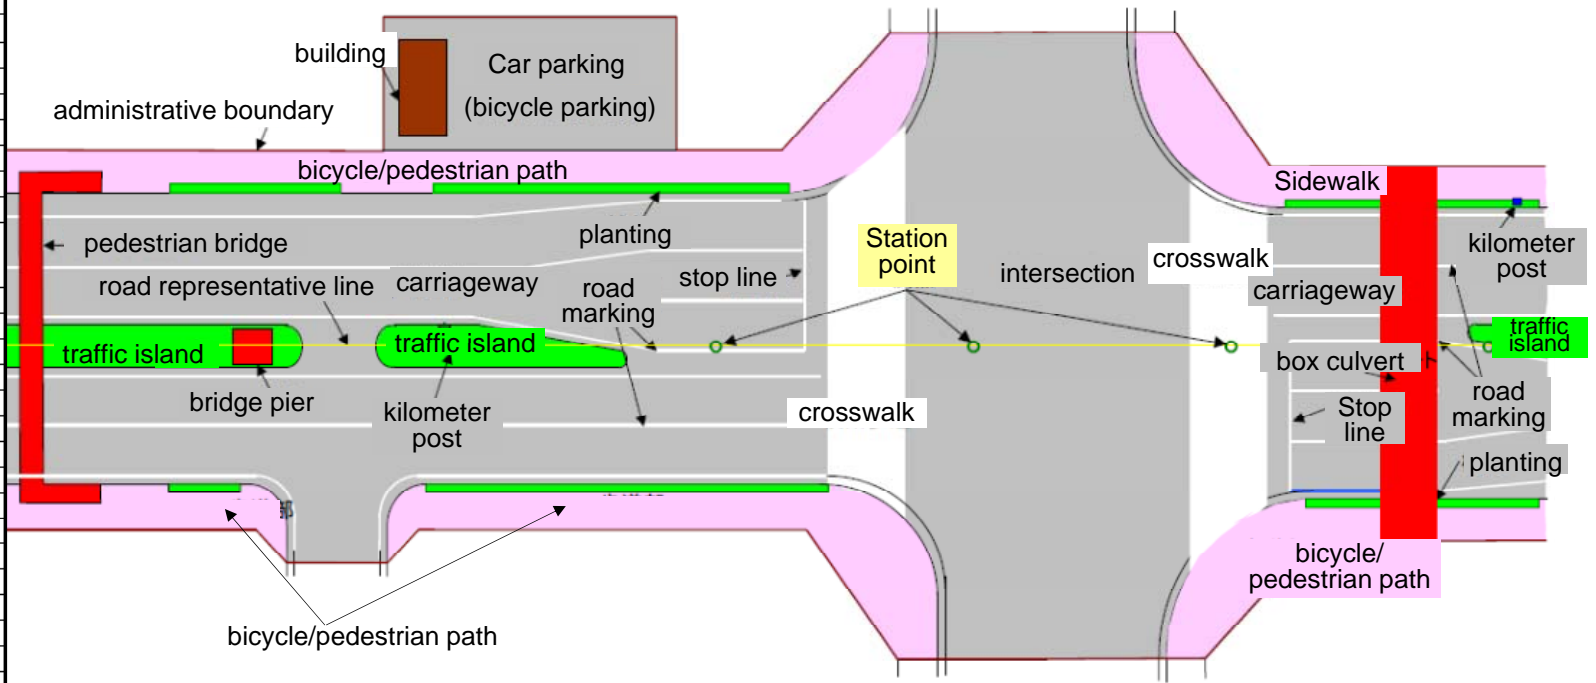 building
Car parking
(bicycle parking)
administrative boundary
bicycle/pedestrian path
Sidewalk
pedestrian bridge
planting
Station
point
kilometer
post
crosswalk
intersection
stop line
road representative line
carriageway
road
marking
carriageway
traffic island
traffic island
traffic
island
box culvert
bridge pier
kilometer
post
crosswalk
Stop
line
road
marking
planting
bicycle/
pedestrian path
bicycle/pedestrian path